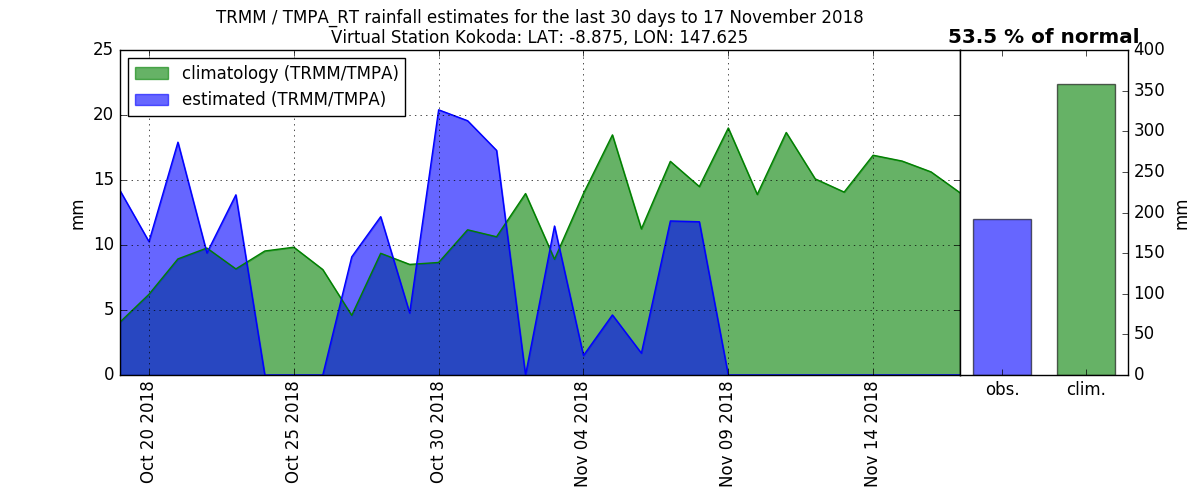 TRMM / TMPA_RT rainfall estimates for the last 30 days to 17 November 2018
Virtual Station Kokoda: LAT: -8.875, LON: 147.625
53.5 % of normal
climatology (TRMM/TMPA)
estimated (TRMM/TMPA)
25
20
15
10
5
0
mm
Oct 20 2018
Oct 25 2018
Oct 30 2018
Nov 04 2018
Nov 09 2018
Nov 14 2018
400
350
300
250
200
150
100
50
0
mm
obs.
clim.